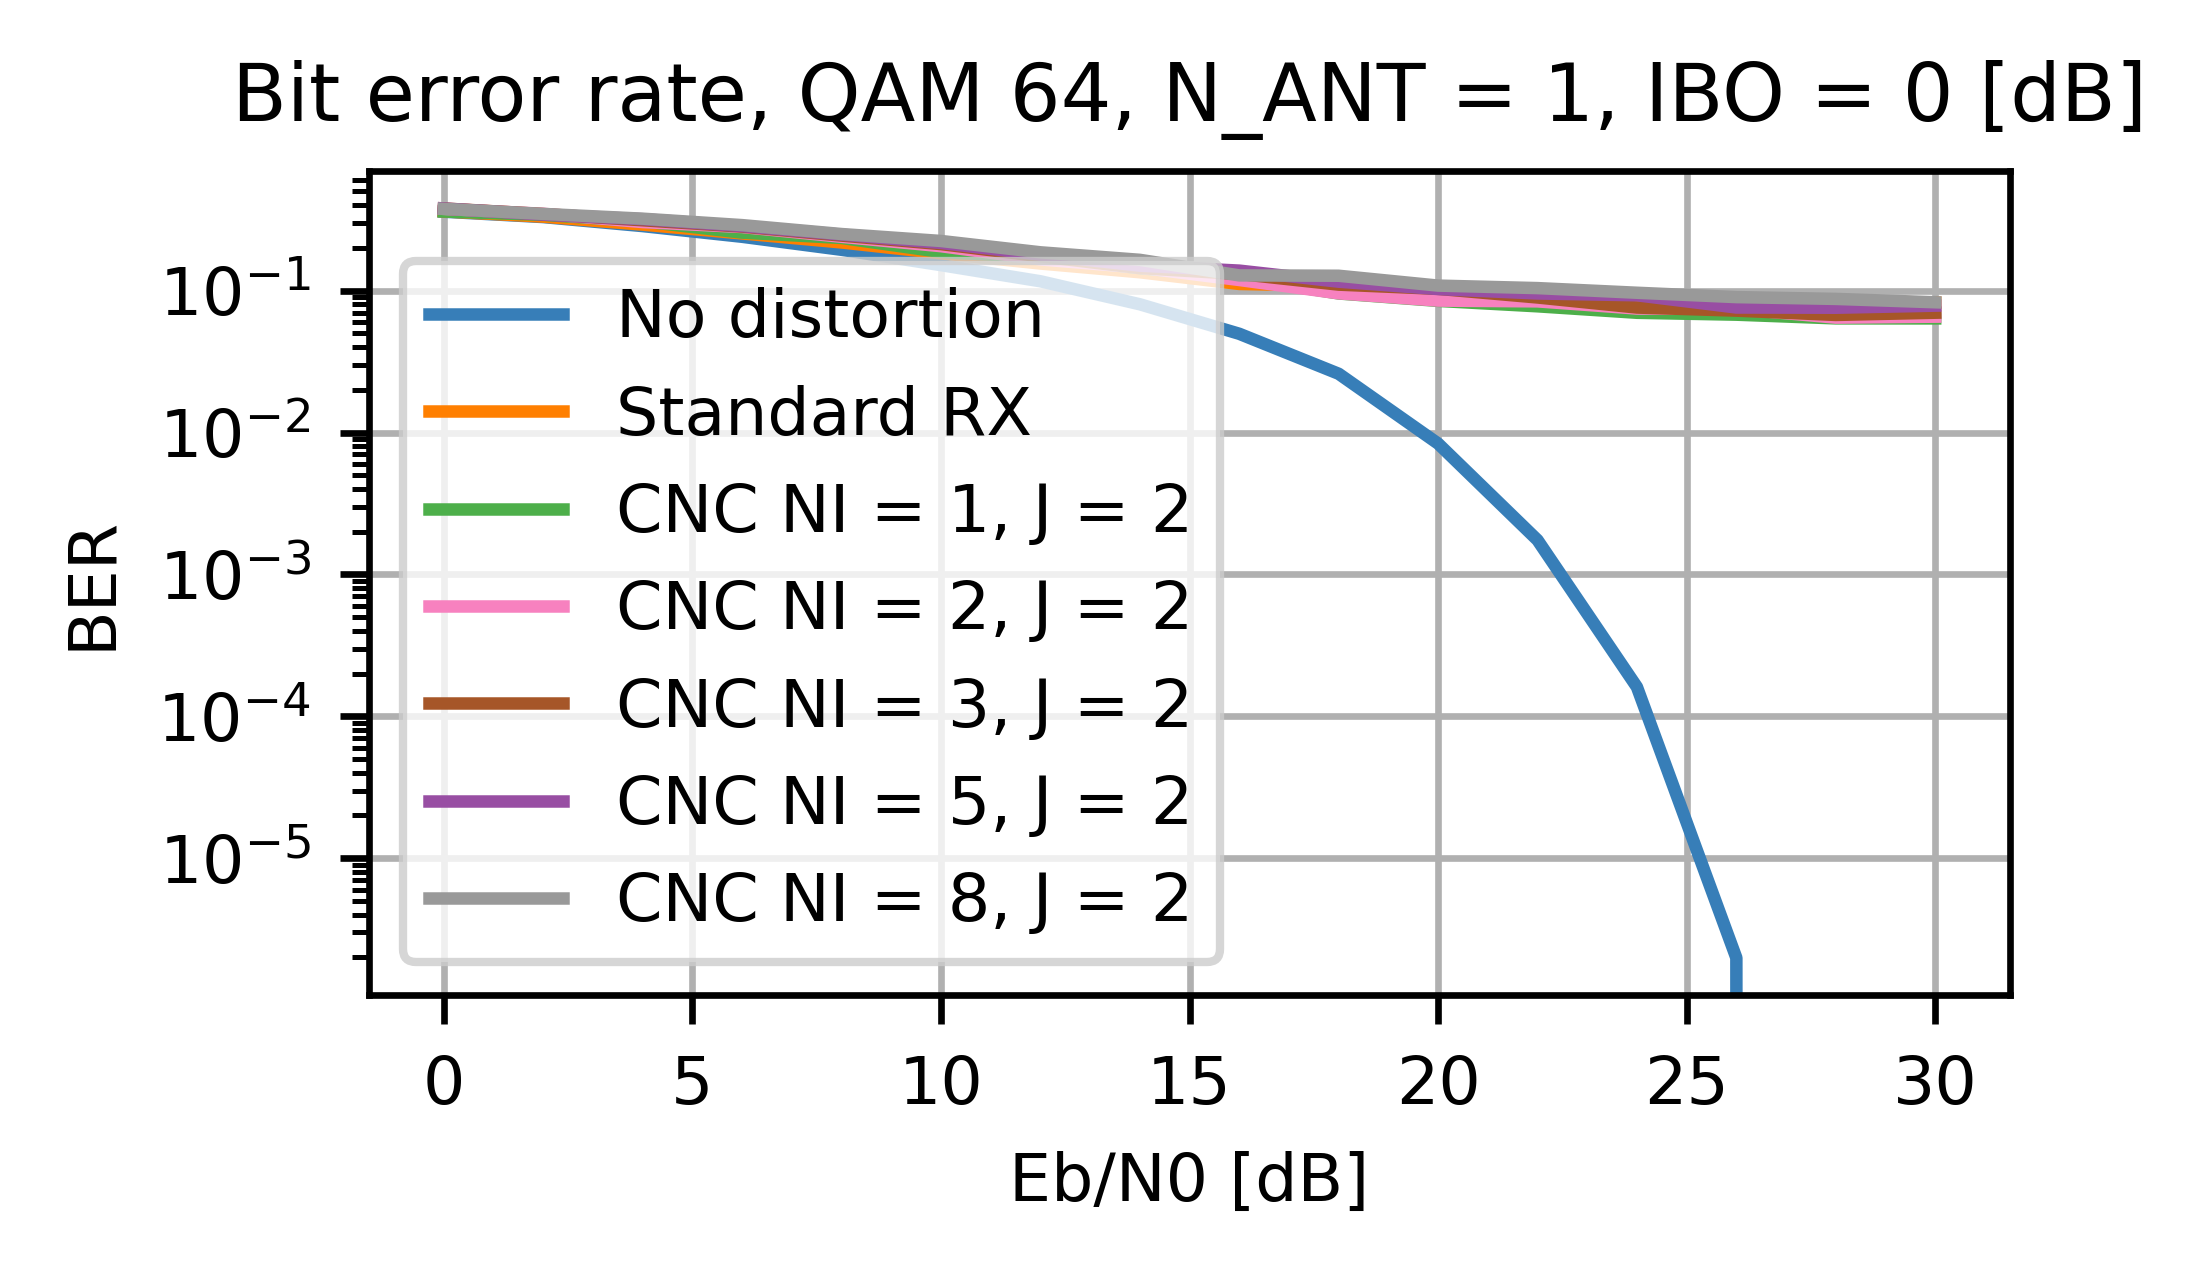 Bit error rate, QAM 64, N_ANT = 1, IBO = 0 [dB]
BER
10⁻¹
10⁻²
10⁻³
10⁻⁴
10⁻⁵
No distortion
Standard RX
CNC NI = 1, J = 2
CNC NI = 2, J = 2
CNC NI = 3, J = 2
CNC NI = 5, J = 2
CNC NI = 8, J = 2
0 5 10 15 20 25 30
Eb/N0 [dB]